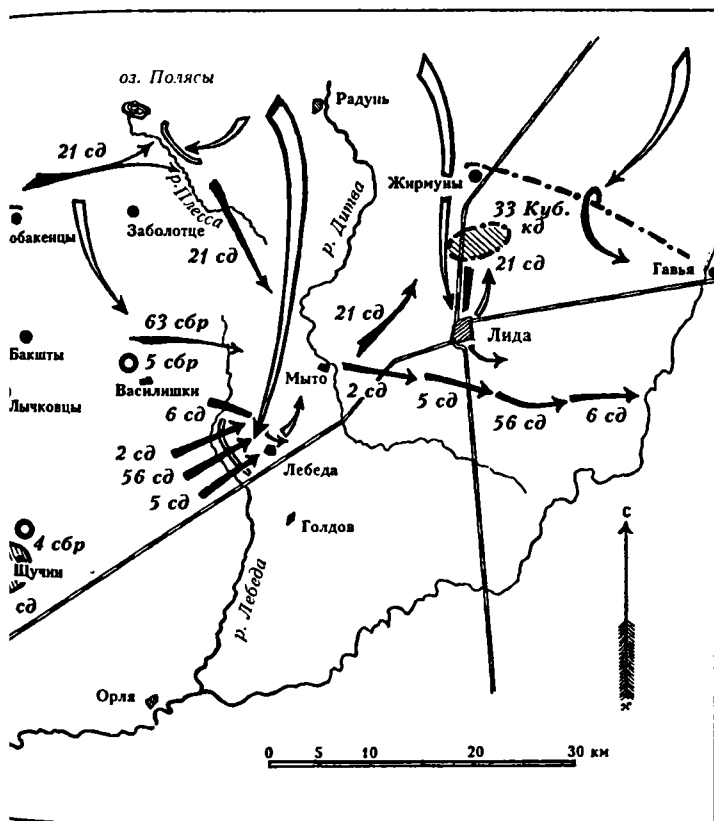 оз. Полясы
Радунь
21 сд
Жирмуны
р. Плесса
р. Дитва
33 Куб.
кд
обакенцы
Заболотце
21 сд
21 сд
Гавья
21 сд
63 сбр
Лида
Бакшты
5 сбр
Василишки
Мыто
2 сд
5 сд
56 сд
6 сд
Лычковцы
6 сд
2 сд
56 сд
5 сд
Лебеда
Голдов
4 сбр
Щучин
сд
р. Лебеда
С
Орля
0 5 10 20 30 км